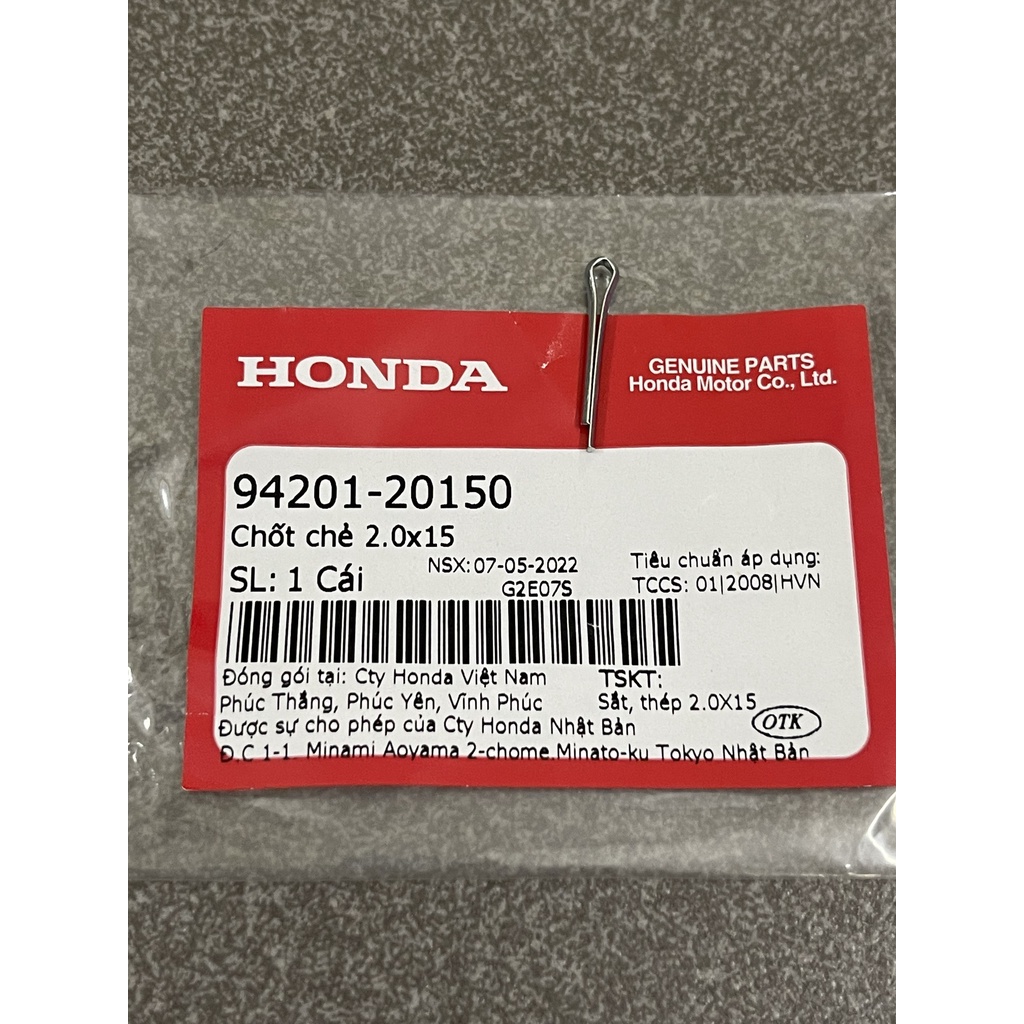 HONDA
GENUINE PARTS
Honda Motor Co., Ltd.
94201-20150
Chốt chẻ 2.0x15
SL: 1 Cái
NSX: 07-05-2022
G2E07S
Tiêu chuẩn áp dụng:
TCCS: 01|2008|HVN
Đóng gói tại: Cty Honda Việt Nam
Phúc Thắng, Phúc Yên, Vĩnh Phúc
Được sự cho phép của Cty Honda Nhật Bản
Đ.C 1-1. Minami Aoyama 2-chome.Minato-ku Tokyo Nhật Bản
TSKT:
Sắt, thép 2.0X15
OTK